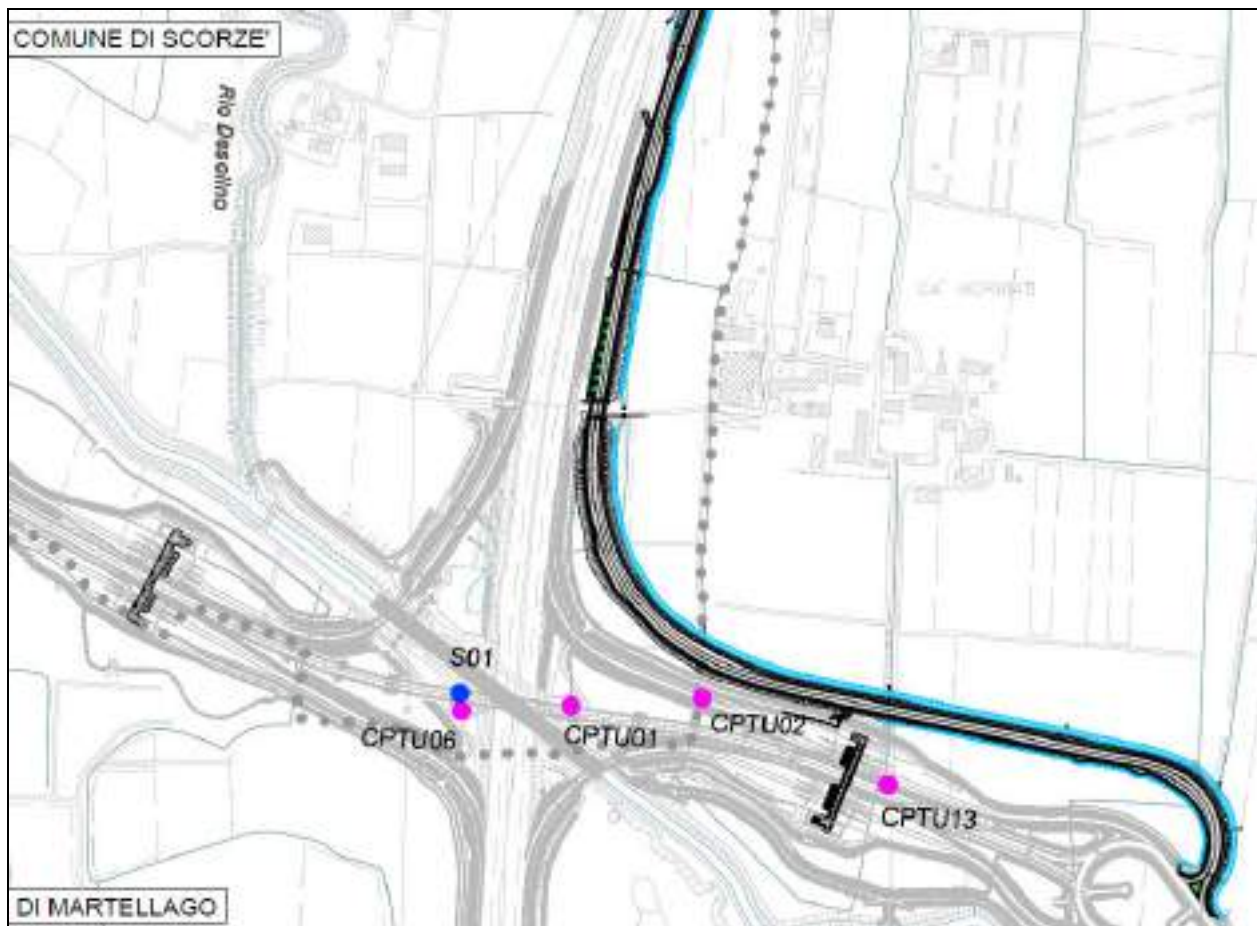 COMUNE DI SCORZE'
Rio Desolino
S01
CPTU06
CPTU01
CPTU02
CPTU13
DI MARTELLAGO